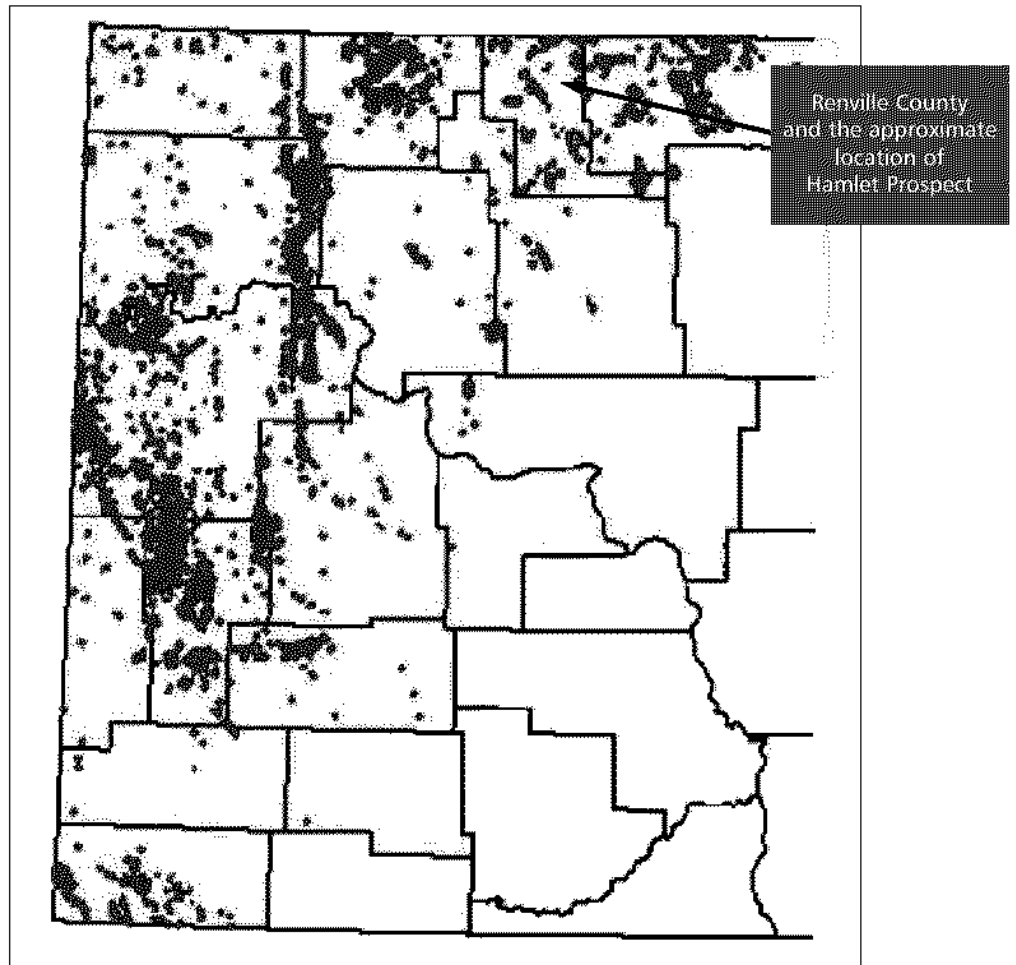 Renville County
and the approximate
location of
Hamlet Prospect